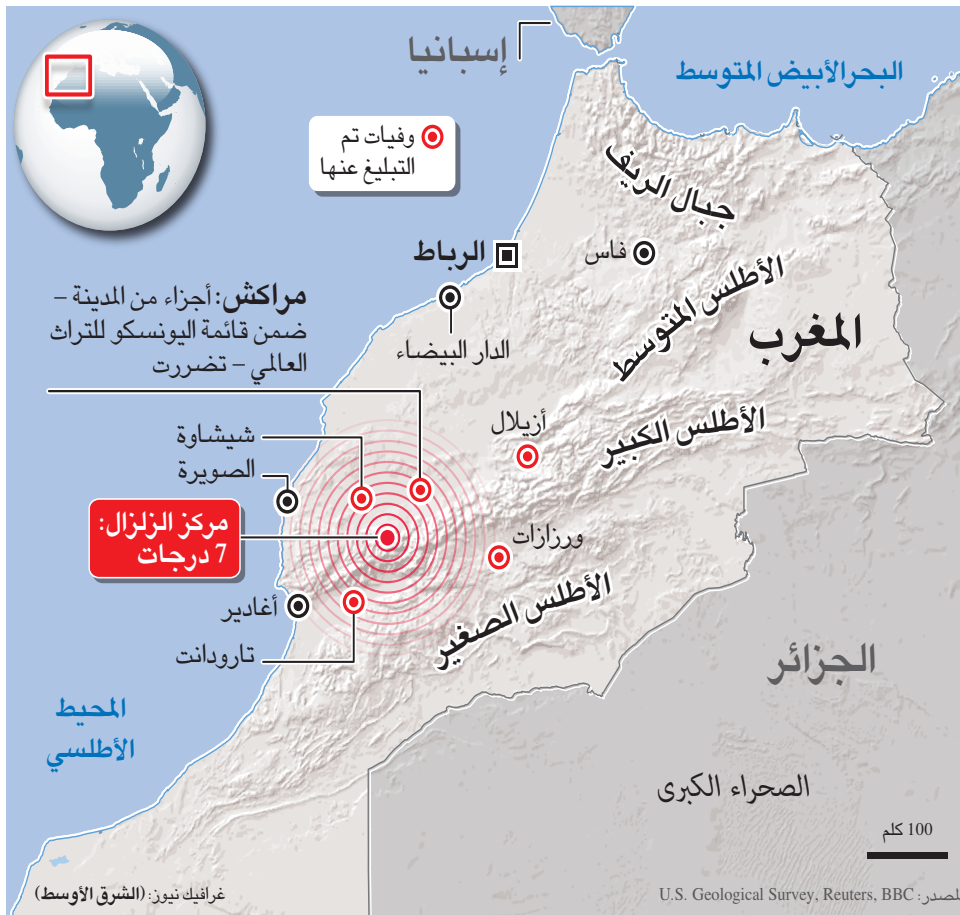 إسبانيا
البحر الأبيض المتوسط
وفيات تم
التبليغ عنها
جبال الريف
فاس
الرباط
الأطلس المتوسط
المغرب
مراكش: أجزاء من المدينة –
ضمن قائمة اليونسكو للتراث
العالمي – تضررت
الدار البيضاء
الأطلس الكبير
أزيلال
شيشاوة
الصويرة
مركز الزلزال:
7 درجات
ورزازات
الأطلس الصغير
أغادير
تارودانت
الجزائر
المحيط
الأطلسي
الصحراء الكبرى
100 كلم
لمصدر: U.S. Geological Survey, Reuters, BBC
غرافيك نيوز: (الشرق الأوسط)